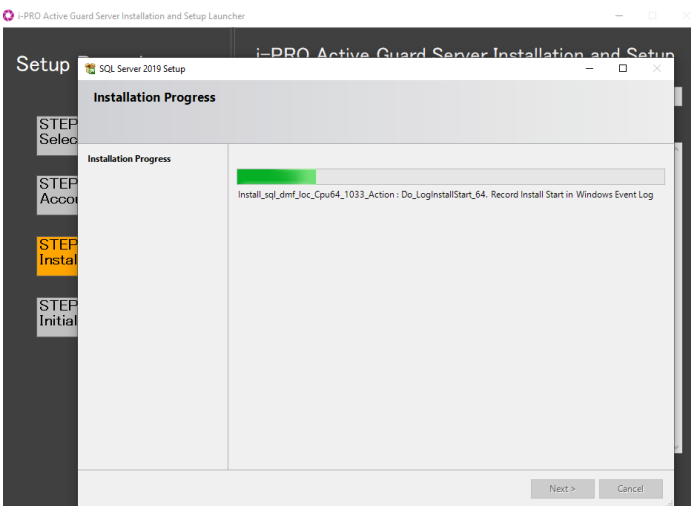 i-PRO Active Guard Server Installation and Setup Launcher
i-PRO Active Guard Server Installation and Setup
Setup
SQL Server 2019 Setup
Installation Progress
STEP
Selec
STEP
Accou
STEP
Instal
STEP
Initial
Installation Progress
Install_sql_dmf_loc_Cpu64_1033_Action : Do_LogInstallStart_64. Record Install Start in Windows Event Log
Next >
Cancel